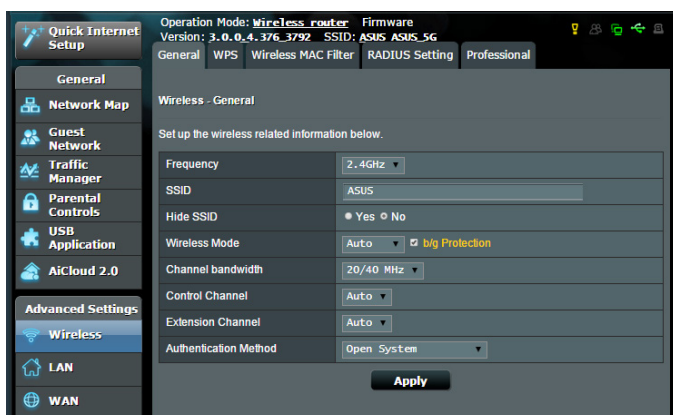 Quick Internet
Setup
General
Network Map
Guest
Network
Traffic
Manager
Parental
Controls
USB
Application
AiCloud 2.0
Advanced Settings
Wireless
LAN
WAN
Operation Mode: Wireless router Firmware
Version: 3.0.0.4.376_3792 SSID: ASUS ASUS_5G
General WPS Wireless MAC Filter RADIUS Setting Professional
Wireless - General
Set up the wireless related information below.
Frequency 2.4GHz
SSID ASUS
Hide SSID Yes No
Wireless Mode Auto b/g Protection
Channel bandwidth 20/40 MHz
Control Channel Auto
Extension Channel Auto
Authentication Method Open System
Apply